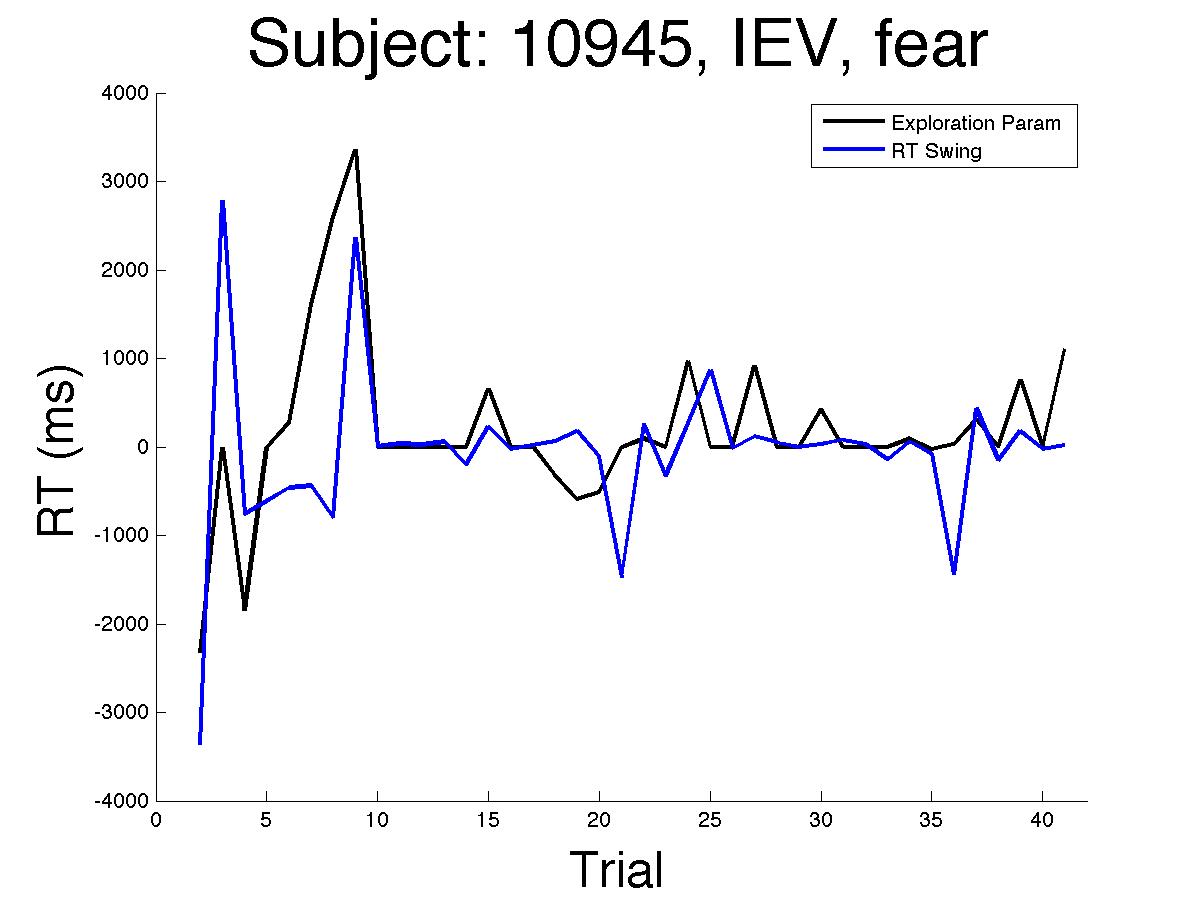 Subject: 10945, IEV, fear
4000
3000
2000
1000
0
-1000
-2000
-3000
-4000
RT (ms)
Exploration Param
RT Swing
0 5 10 15 20 25 30 35 40
Trial